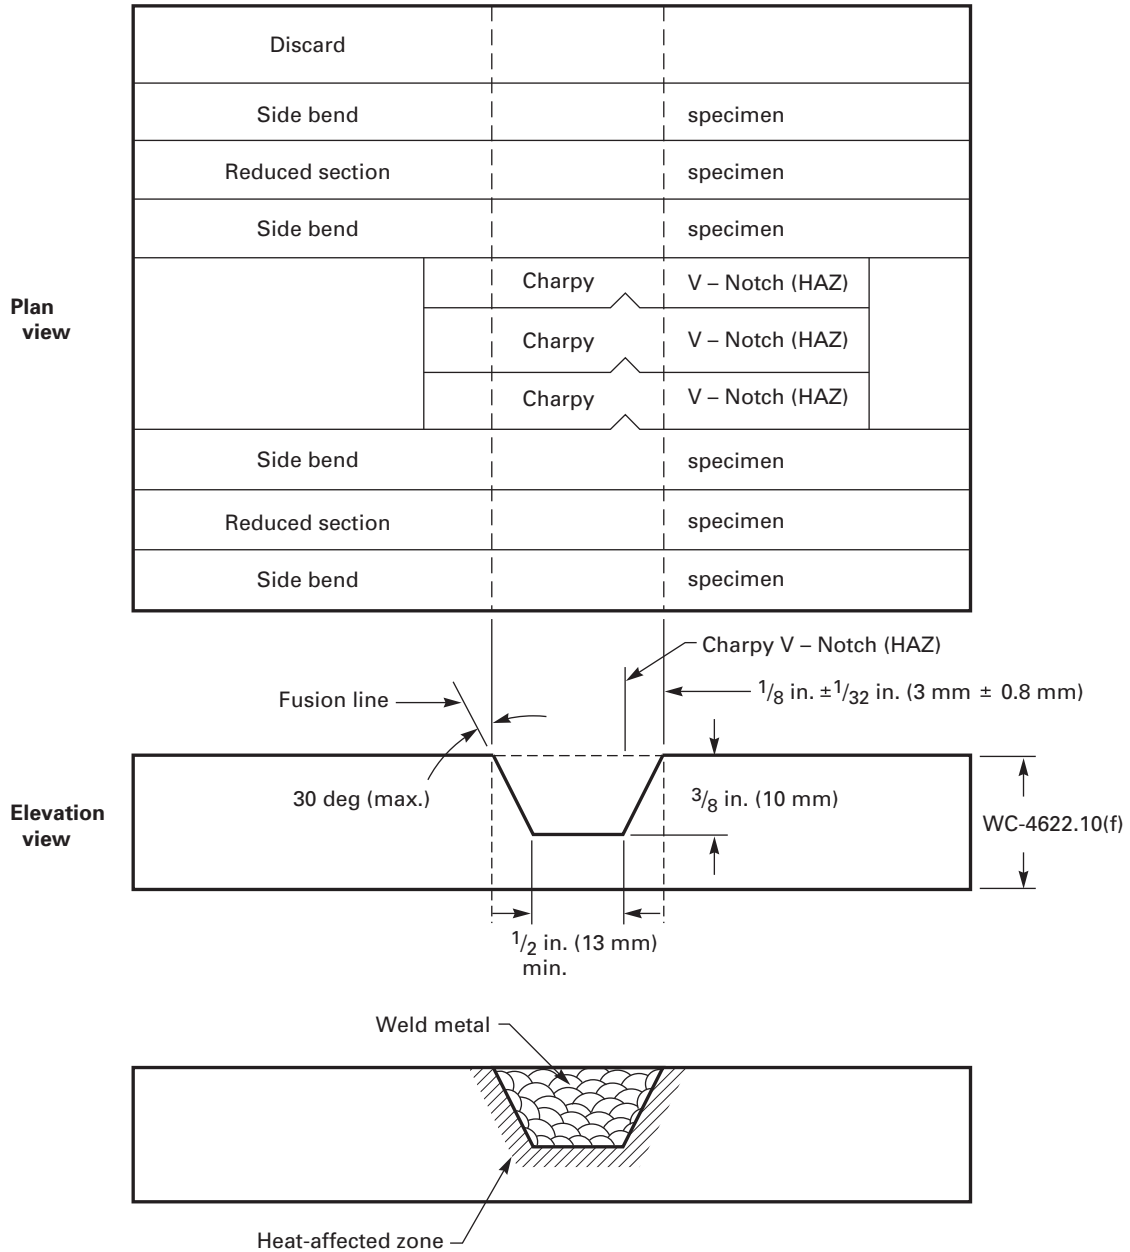 Discard
Side bend specimen
Reduced section specimen
Side bend specimen
Charpy V – Notch (HAZ)
Plan
view
Charpy V – Notch (HAZ)
Charpy V – Notch (HAZ)
Side bend specimen
Reduced section specimen
Side bend specimen
Charpy V – Notch (HAZ)
Fusion line
1/8 in. ±1/32 in. (3 mm ± 0.8 mm)
30 deg (max.)
3/8 in. (10 mm)
Elevation
view
WC-4622.10(f)
1/2 in. (13 mm)
min.
Weld metal
Heat-affected zone